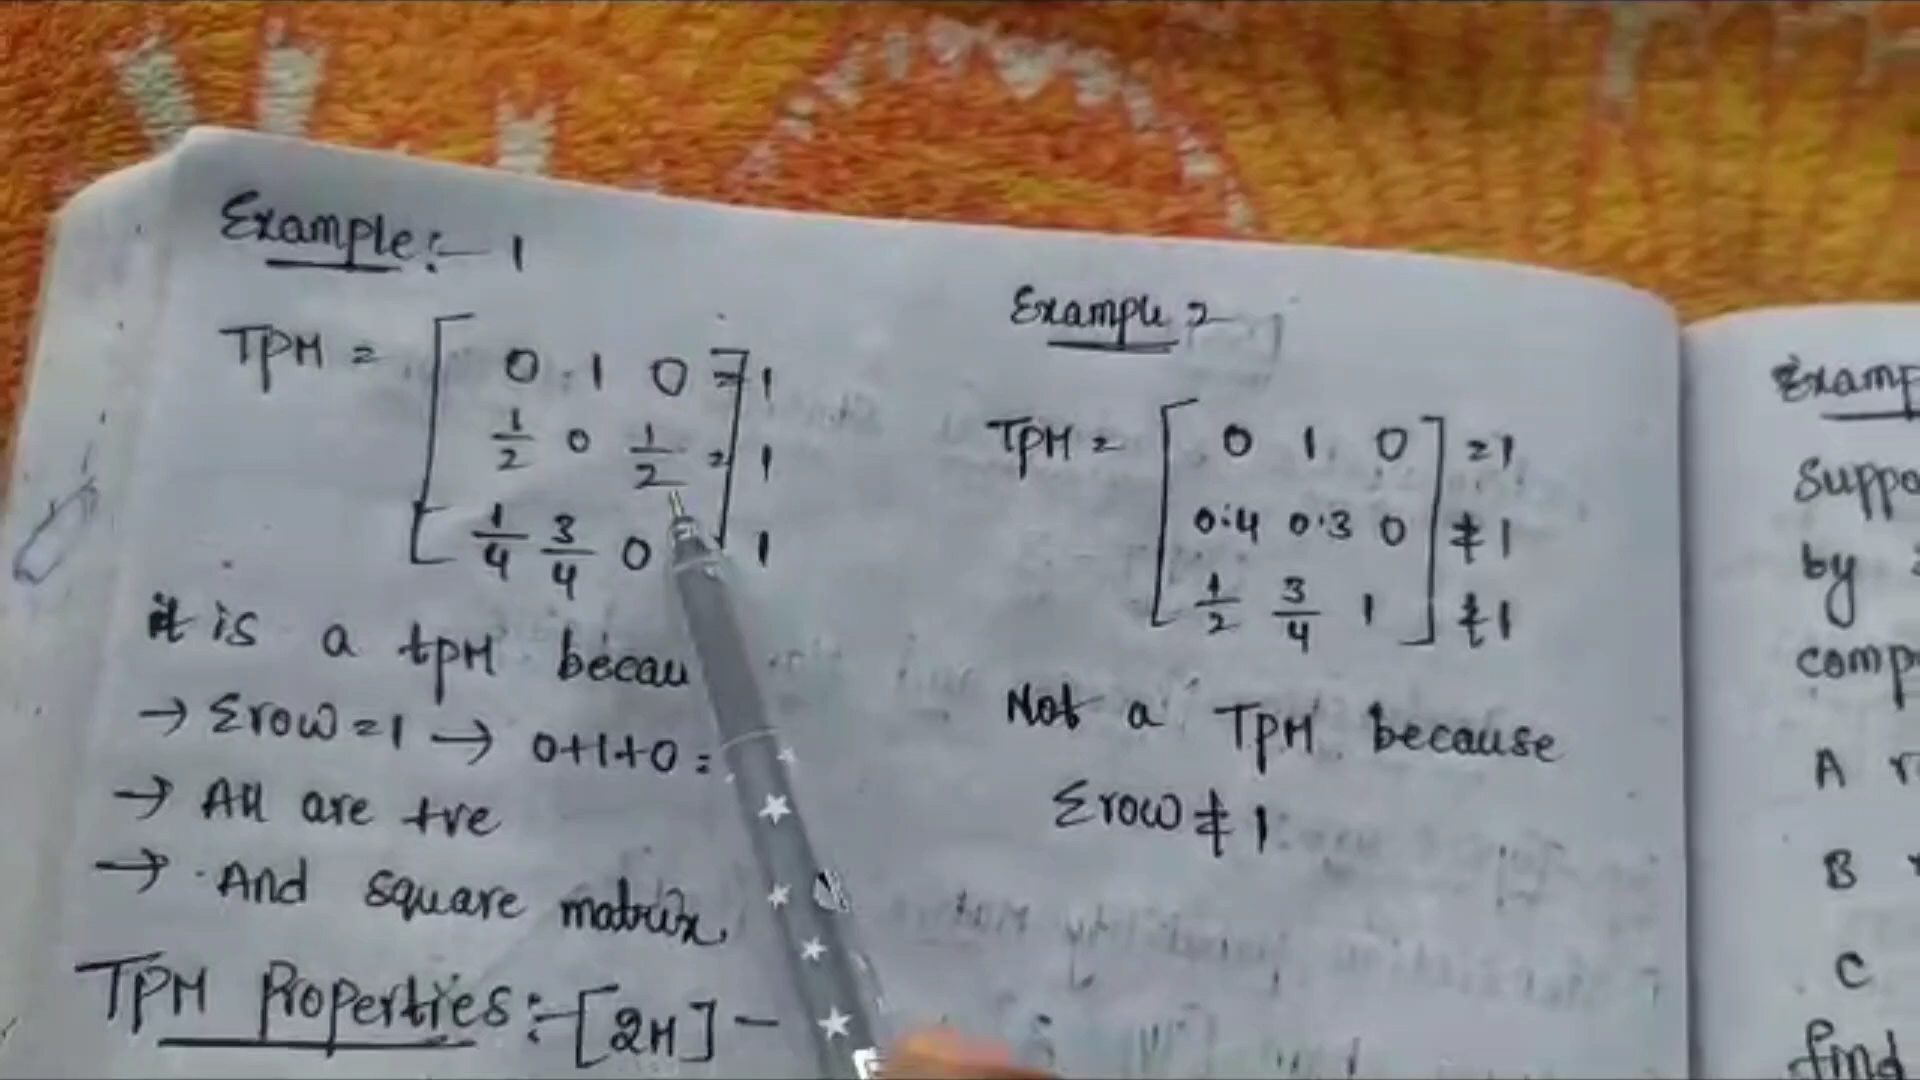 Example:- 1
TPM = [ 0 1 0 ] = 1
1/2 0 1/2 = 1
1/4 3/4 0 1
it is a tpm becau
→ Σrow = 1 → 0+1+0 =
→ All are +ve
→ And square matrix.
TPM Properties:- [2M] -
Example 2
TPM = [ 0 1 0 ] = 1
0.4 0.3 0 ≠ 1
1/2 3/4 1 ≠ 1
Not a TPM because
Σrow ≠ 1
Examp
Suppo
by
comp
A
B
C
find